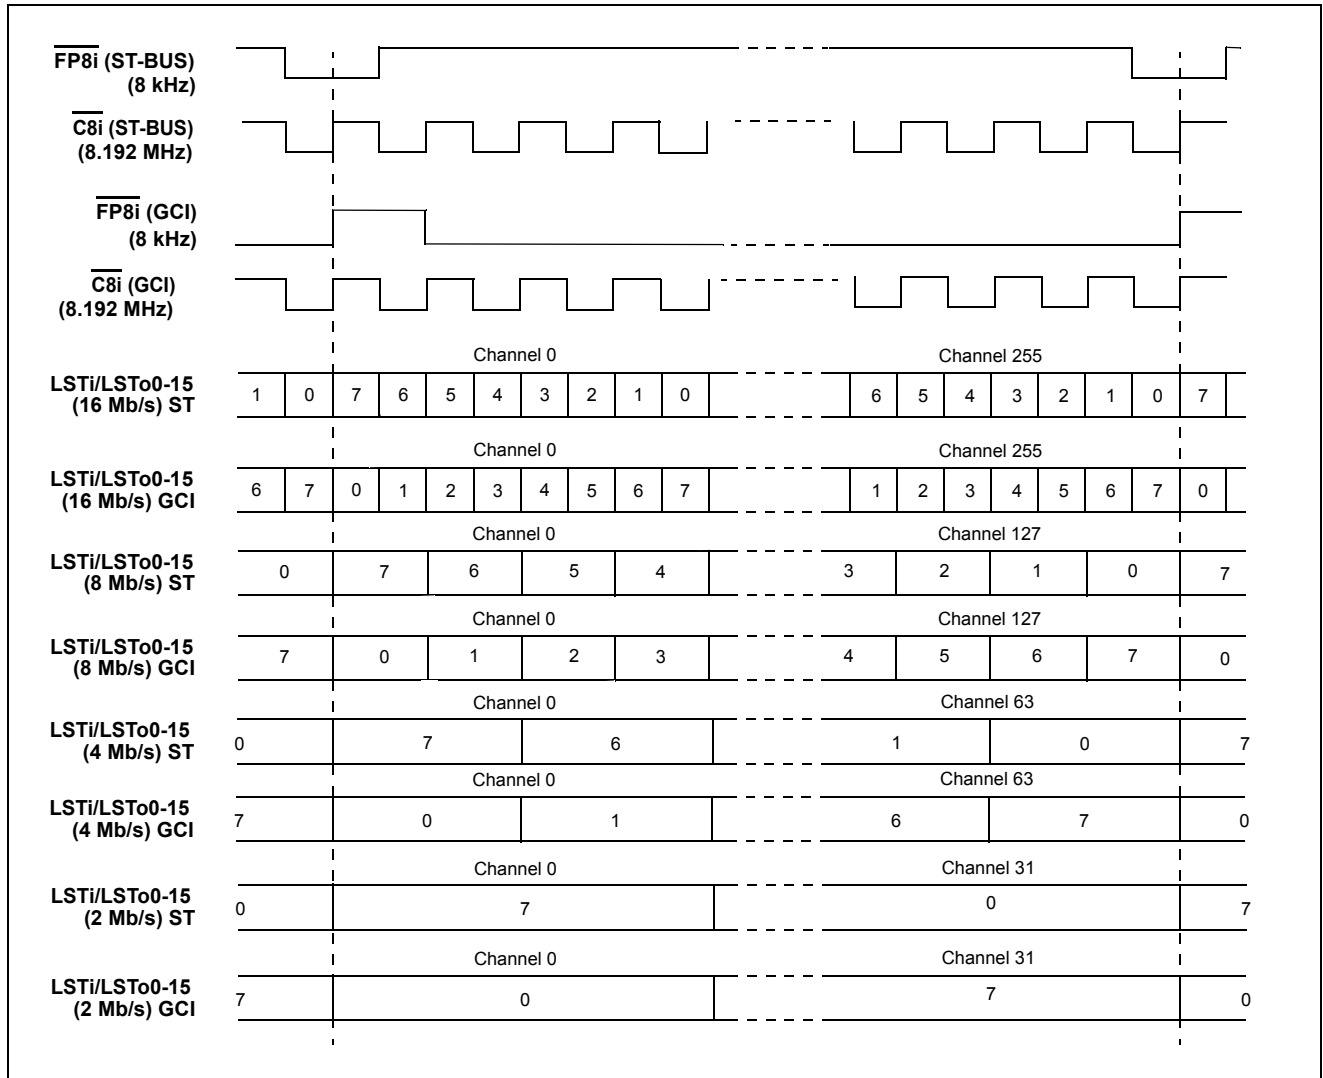 FP8i (ST-BUS)
(8 kHz)
C8i (ST-BUS)
(8.192 MHz)
FP8i (GCI)
(8 kHz)
C8i (GCI)
(8.192 MHz)
Channel 0 Channel 255
LSTi/LSTo0-15
(16 Mb/s) ST
1 0 7 6 5 4 3 2 1 0 6 5 4 3 2 1 0 7
Channel 0 Channel 255
LSTi/LSTo0-15
(16 Mb/s) GCI
6 7 0 1 2 3 4 5 6 7 1 2 3 4 5 6 7 0
Channel 0 Channel 127
LSTi/LSTo0-15
(8 Mb/s) ST
0 7 6 5 4 3 2 1 0 7
Channel 0 Channel 127
LSTi/LSTo0-15
(8 Mb/s) GCI
7 0 1 2 3 4 5 6 7 0
Channel 0 Channel 63
LSTi/LSTo0-15
(4 Mb/s) ST
0 7 6 1 0 7
Channel 0 Channel 63
LSTi/LSTo0-15
(4 Mb/s) GCI
7 0 1 6 7 0
Channel 0 Channel 31
LSTi/LSTo0-15
(2 Mb/s) ST
0 7 0 7
Channel 0 Channel 31
LSTi/LSTo0-15
(2 Mb/s) GCI
7 0 7 0